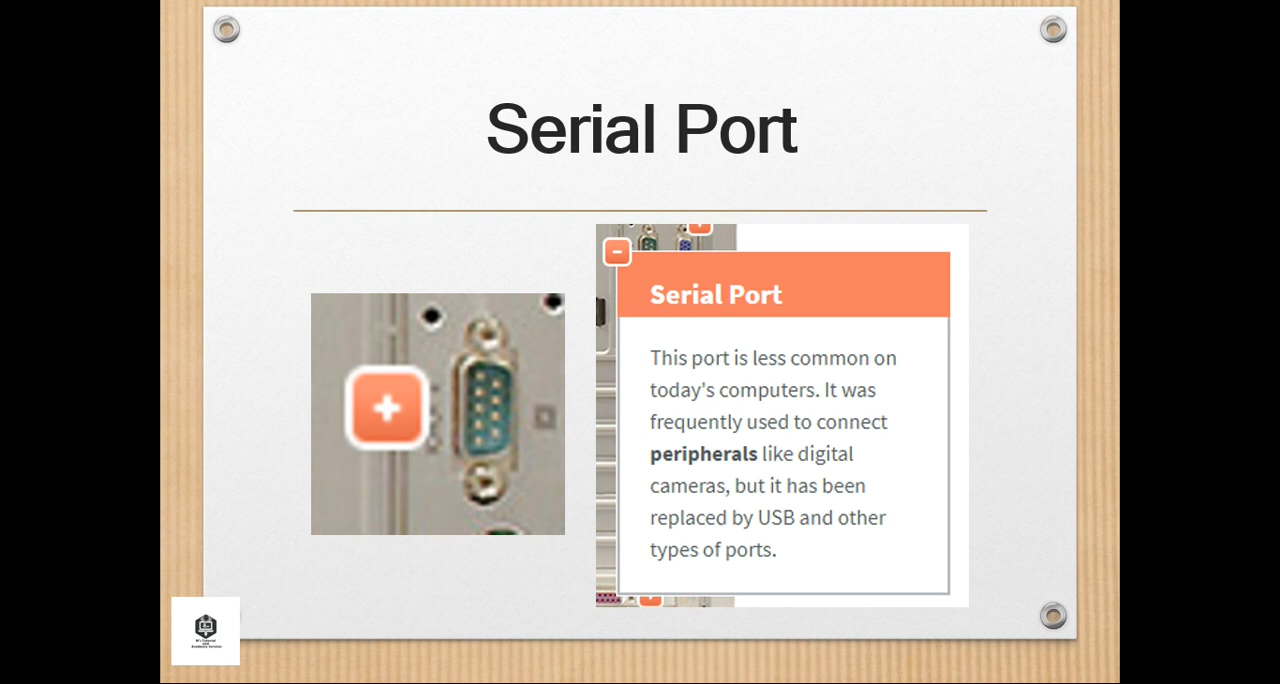 Serial Port
Serial Port
This port is less common on
today's computers. It was
frequently used to connect
peripherals like digital
cameras, but it has been
replaced by USB and other
types of ports.